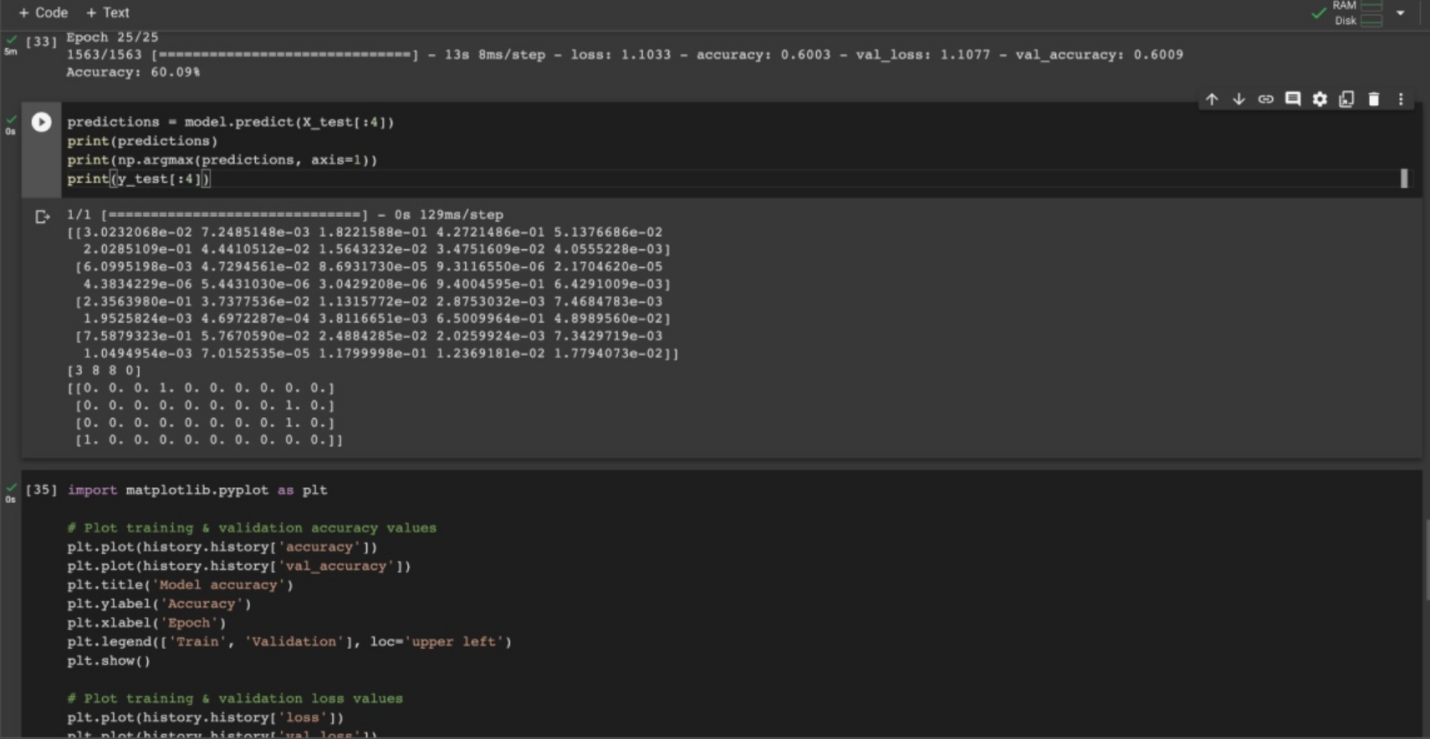 + Code + Text
RAM
Disk
5m
[33] Epoch 25/25
1563/1563 [==============================] - 13s 8ms/step - loss: 1.1033 - accuracy: 0.6003 - val_loss: 1.1077 - val_accuracy: 0.6009
Accuracy: 60.09%
0s
predictions = model.predict(X_test[:4])
print(predictions)
print(np.argmax(predictions, axis=1))
print(y_test[:4])
1/1 [==============================] - 0s 129ms/step
[[3.0232068e-02 7.2485148e-03 1.8221588e-01 4.2721486e-01 5.1376686e-02
2.0285109e-01 4.4410512e-02 1.5643232e-02 3.4751609e-02 4.0555228e-03]
[6.0995198e-03 4.7294561e-02 8.6931730e-05 9.3116550e-06 2.1704620e-05
4.3834229e-06 5.4431030e-06 3.0429208e-06 9.4004595e-01 6.4291009e-03]
[2.3563980e-01 3.7377536e-02 1.1315772e-02 2.8753032e-03 7.4684783e-03
1.9525824e-03 4.6972287e-04 3.8116651e-03 6.5009964e-01 4.8989560e-02]
[7.5879323e-01 5.7670590e-02 2.4884285e-02 2.0259924e-03 7.3429719e-03
1.0494954e-03 7.0152535e-05 1.1799998e-01 1.2369181e-02 1.7794073e-02]]
[3 8 8 0]
[[0. 0. 0. 1. 0. 0. 0. 0. 0. 0.]
[0. 0. 0. 0. 0. 0. 0. 0. 1. 0.]
[0. 0. 0. 0. 0. 0. 0. 0. 1. 0.]
[1. 0. 0. 0. 0. 0. 0. 0. 0. 0.]]
0s
[35] import matplotlib.pyplot as plt
# Plot training & validation accuracy values
plt.plot(history.history['accuracy'])
plt.plot(history.history['val_accuracy'])
plt.title('Model accuracy')
plt.ylabel('Accuracy')
plt.xlabel('Epoch')
plt.legend(['Train', 'Validation'], loc='upper left')
plt.show()
# Plot training & validation loss values
plt.plot(history.history['loss'])
plt.plot(history.history['val_loss'])